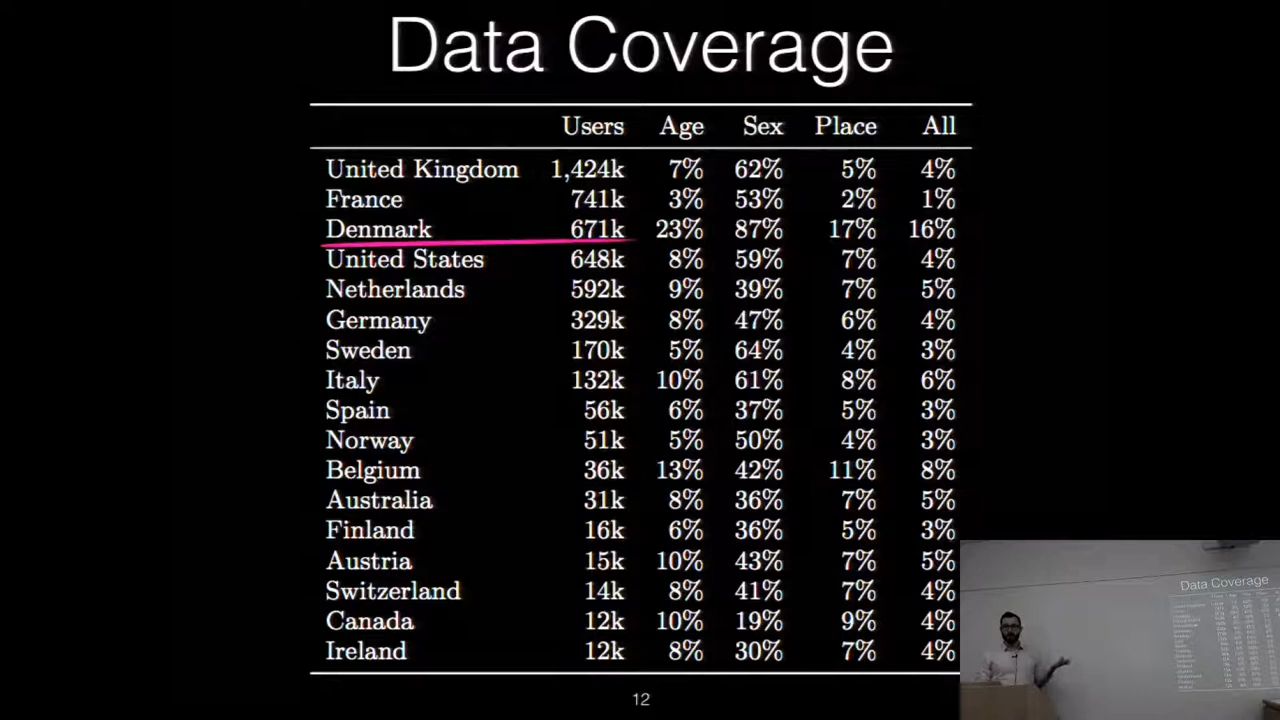 Data Coverage
Users Age Sex Place All
United Kingdom 1,424k 7% 62% 5% 4%
France 741k 3% 53% 2% 1%
Denmark 671k 23% 87% 17% 16%
United States 648k 8% 59% 7% 4%
Netherlands 592k 9% 39% 7% 5%
Germany 329k 8% 47% 6% 4%
Sweden 170k 5% 64% 4% 3%
Italy 132k 10% 61% 8% 6%
Spain 56k 6% 37% 5% 3%
Norway 51k 5% 50% 4% 3%
Belgium 36k 13% 42% 11% 8%
Australia 31k 8% 36% 7% 5%
Finland 16k 6% 36% 5% 3%
Austria 15k 10% 43% 7% 5%
Switzerland 14k 8% 41% 7% 4%
Canada 12k 10% 19% 9% 4%
Ireland 12k 8% 30% 7% 4%
12
Data Coverage